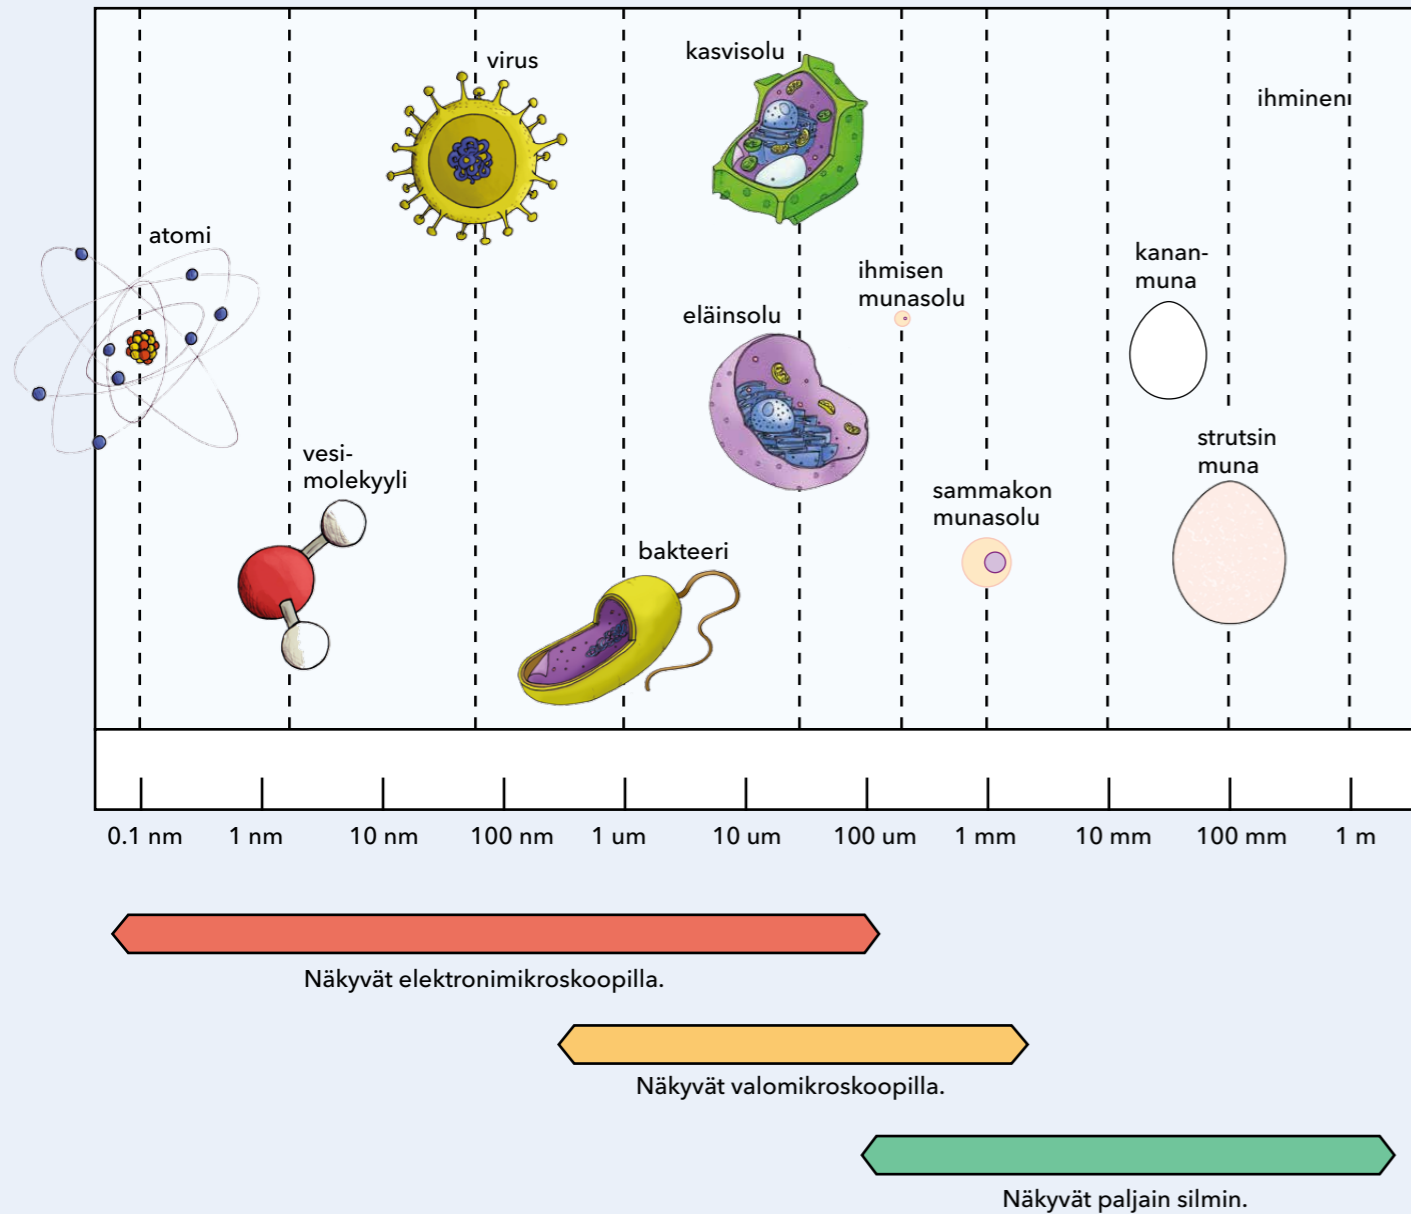 virus
kasvisolu
ihminen
atomi
kanan-
muna
ihmisen
munasolu
eläinsolu
vesi-
molekyyli
strutsin
muna
sammakon
munasolu
bakteeri
0.1 nm 1 nm 10 nm 100 nm 1 um 10 um 100 um 1 mm 10 mm 100 mm 1 m
Näkyvät elektronimikroskoopilla.
Näkyvät valomikroskoopilla.
Näkyvät paljain silmin.